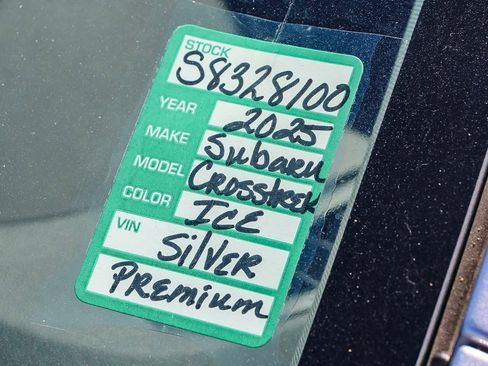 STOCK
S8328100
YEAR 2025
MAKE Subaru
MODEL Crosstrek
COLOR ICE
VIN Silver
Premium